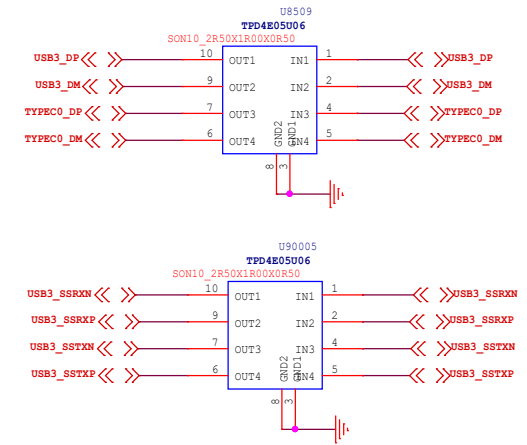 U8509
TPD4E05U06
SON10_2R50X1R00X0R50
USB3_DP 10 OUT1 IN1 1 USB3_DP
USB3_DM 9 OUT2 IN2 2 USB3_DM
TYPEC0_DP 7 OUT3 IN3 4 TYPEC0_DP
TYPEC0_DM 6 OUT4 IN4 5 TYPEC0_DM
GND2 GND1
8 3
U90005
TPD4E05U06
SON10_2R50X1R00X0R50
USB3_SSRXN 10 OUT1 IN1 1 USB3_SSRXN
USB3_SSRXP 9 OUT2 IN2 2 USB3_SSRXP
USB3_SSTXN 7 OUT3 IN3 4 USB3_SSTXN
USB3_SSTXP 6 OUT4 IN4 5 USB3_SSTXP
GND2 GND1
8 3